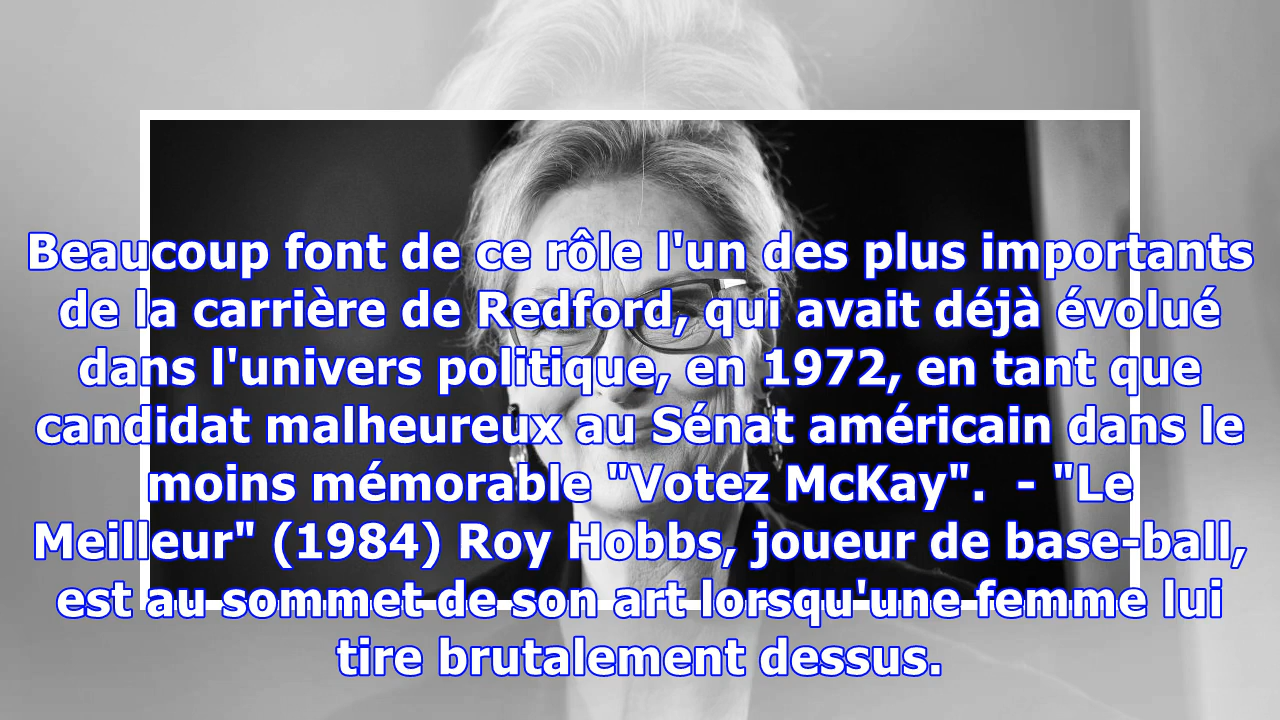 Beaucoup font de ce rôle l'un des plus importants
de la carrière de Redford, qui avait déjà évolué
dans l'univers politique, en 1972, en tant que
candidat malheureux au Sénat américain dans le
moins mémorable "Votez McKay".  - "Le
Meilleur" (1984) Roy Hobbs, joueur de base-ball,
est au sommet de son art lorsqu'une femme lui
tire brutalement dessus.